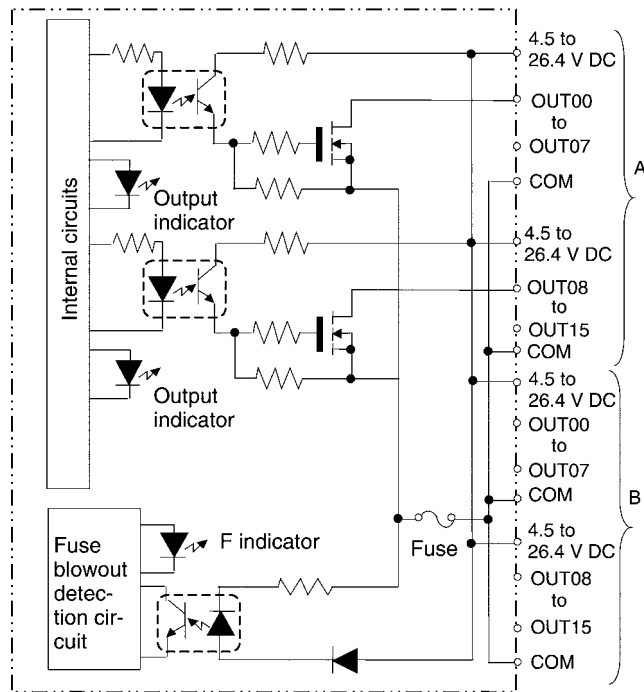 4.5 to
26.4 V DC
OUT00
to
OUT07
A
COM
Output
indicator
Internal circuits
4.5 to
26.4 V DC
OUT08
to
OUT15
COM
Output
indicator
4.5 to
26.4 V DC
OUT00
to
OUT07
COM
B
Fuse
blowout
detec-
tion cir-
cuit
F indicator
Fuse
4.5 to
26.4 V DC
OUT08
to
OUT15
COM